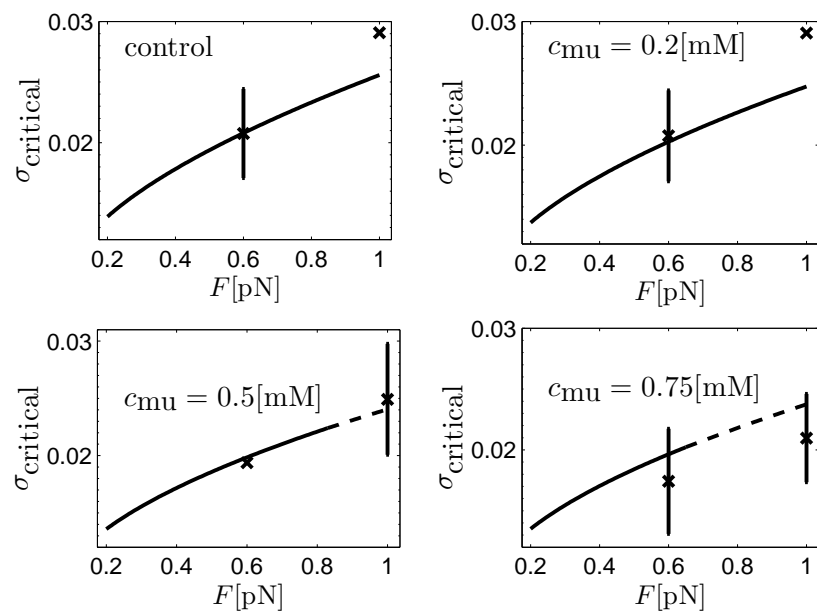 0.03
0.02
σcritical
control
0.2 0.4 0.6 0.8 1
F[pN]
0.03
0.02
σcritical
cmu = 0.2[mM]
0.2 0.4 0.6 0.8 1
F[pN]
0.03
0.02
σcritical
cmu = 0.5[mM]
0.2 0.4 0.6 0.8 1
F[pN]
0.03
0.02
σcritical
cmu = 0.75[mM]
0.2 0.4 0.6 0.8 1
F[pN]